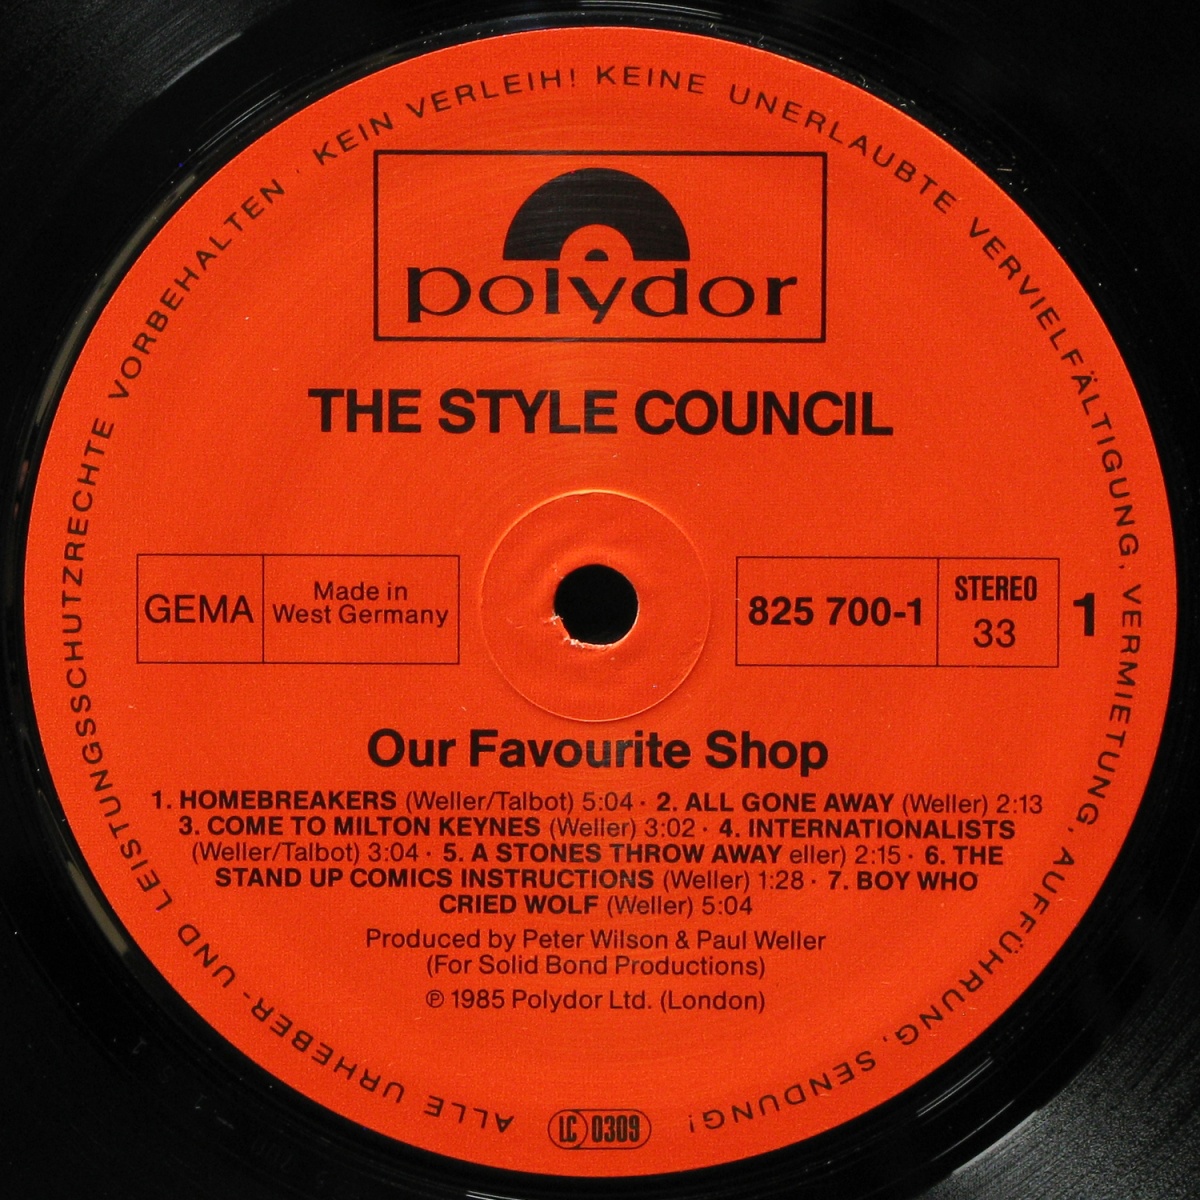 ALLE URHEBER- UND LEISTUNGSSCHUTZRECHTE VORBEHALTEN · KEIN VERLEIH! KEINE UNERLAUBTE VERVIELFÄLTIGUNG, VERMIETUNG, AUFFÜHRUNG, SENDUNG!
polydor
THE STYLE COUNCIL
GEMA
Made in
West Germany
825 700-1
STEREO
33
1
Our Favourite Shop
1. HOMEBREAKERS (Weller/Talbot) 5:04 · 2. ALL GONE AWAY (Weller) 2:13
3. COME TO MILTON KEYNES (Weller) 3:02 · 4. INTERNATIONALISTS
(Weller/Talbot) 3:04 · 5. A STONES THROW AWAY eller) 2:15 · 6. THE
STAND UP COMICS INSTRUCTIONS (Weller) 1:28 · 7. BOY WHO
CRIED WOLF (Weller) 5:04
Produced by Peter Wilson & Paul Weller
(For Solid Bond Productions)
℗ 1985 Polydor Ltd. (London)
LC 0309